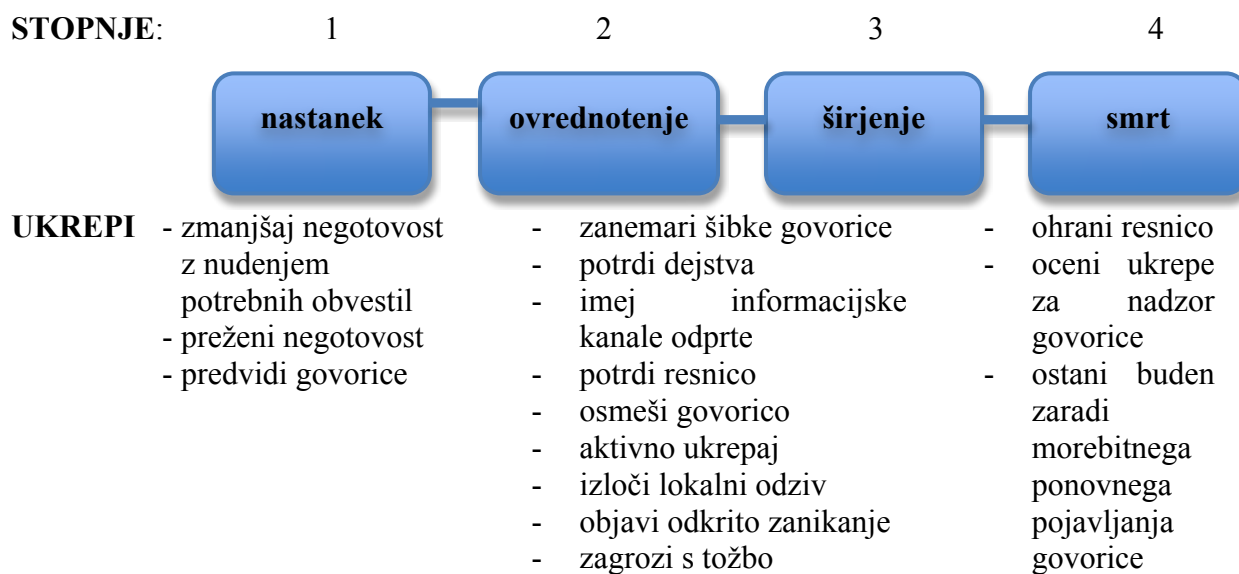 STOPNJE: 1 2 3 4
nastanek ovrednotenje širjenje smrt
UKREPI - zmanjšaj negotovost
z nudenjem
potrebnih obvestil
- preženi negotovost
- predvidi govorice
- zanemari šibke govorice
- potrdi dejstva
- imej informacijske
kanale odprte
- potrdi resnico
- osmeši govorico
- aktivno ukrepaj
- izloči lokalni odziv
- objavi odkrito zanikanje
- zagrozi s tožbo
- ohrani resnico
- oceni ukrepe
za nadzor
govorice
- ostani buden
zaradi
morebitnega
ponovnega
pojavljanja
govorice